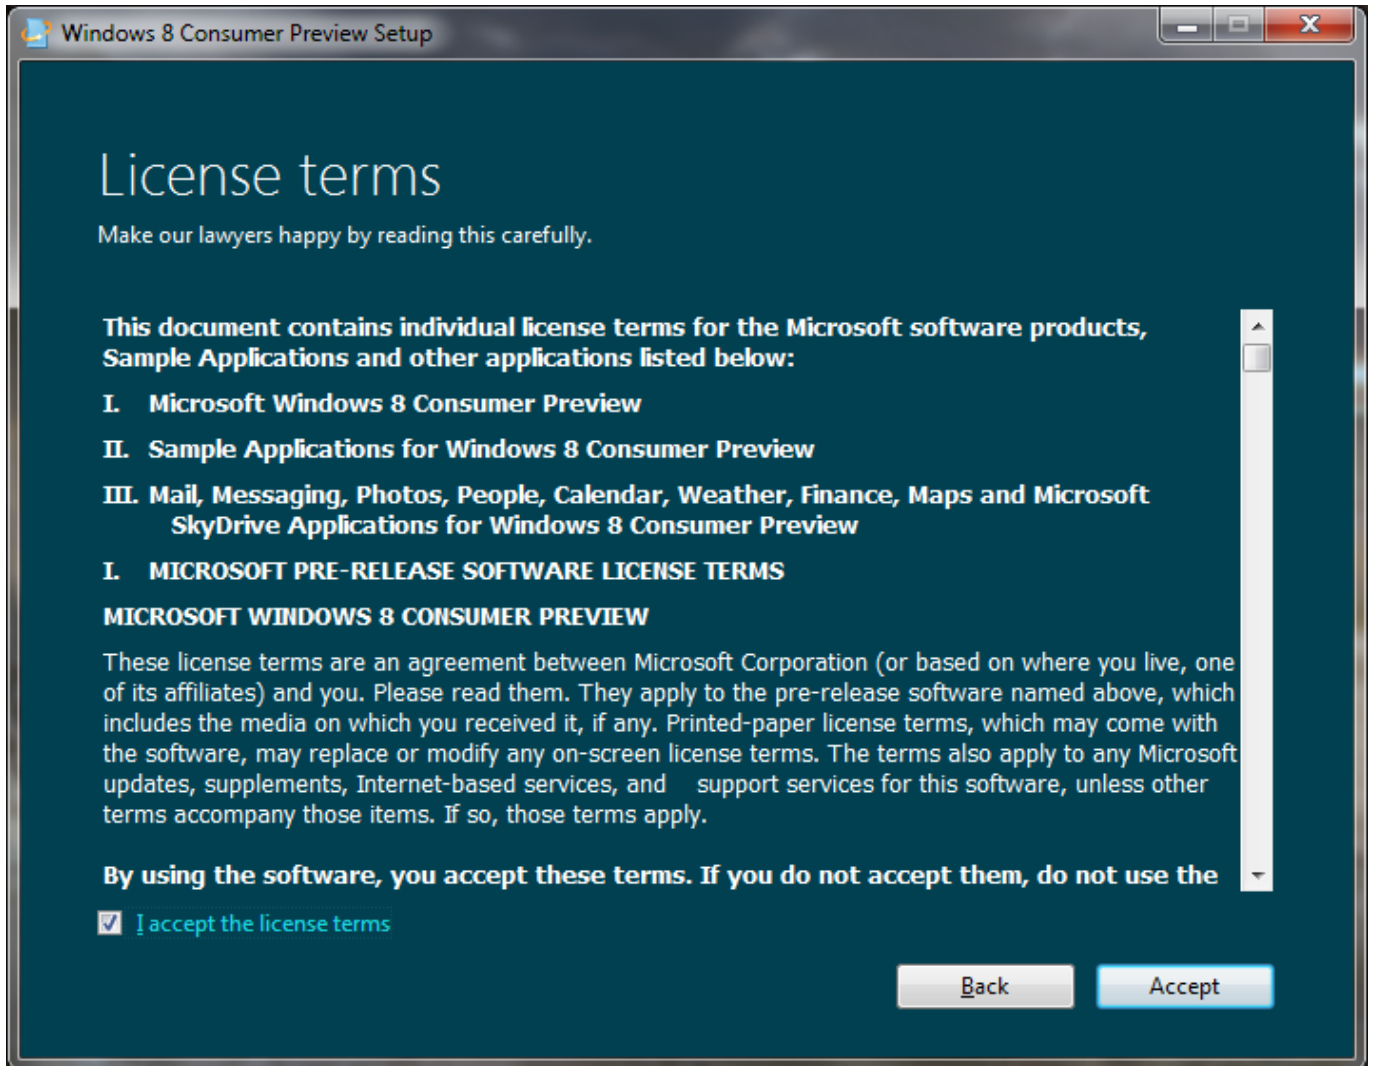 Windows 8 Consumer Preview Setup
License terms
Make our lawyers happy by reading this carefully.
This document contains individual license terms for the Microsoft software products,
Sample Applications and other applications listed below:
I. Microsoft Windows 8 Consumer Preview
II. Sample Applications for Windows 8 Consumer Preview
III. Mail, Messaging, Photos, People, Calendar, Weather, Finance, Maps and Microsoft
SkyDrive Applications for Windows 8 Consumer Preview
I. MICROSOFT PRE-RELEASE SOFTWARE LICENSE TERMS
MICROSOFT WINDOWS 8 CONSUMER PREVIEW
These license terms are an agreement between Microsoft Corporation (or based on where you live, one
of its affiliates) and you. Please read them. They apply to the pre-release software named above, which
includes the media on which you received it, if any. Printed-paper license terms, which may come with
the software, may replace or modify any on-screen license terms. The terms also apply to any Microsoft
updates, supplements, Internet-based services, and support services for this software, unless other
terms accompany those items. If so, those terms apply.
By using the software, you accept these terms. If you do not accept them, do not use the
I accept the license terms
Back
Accept